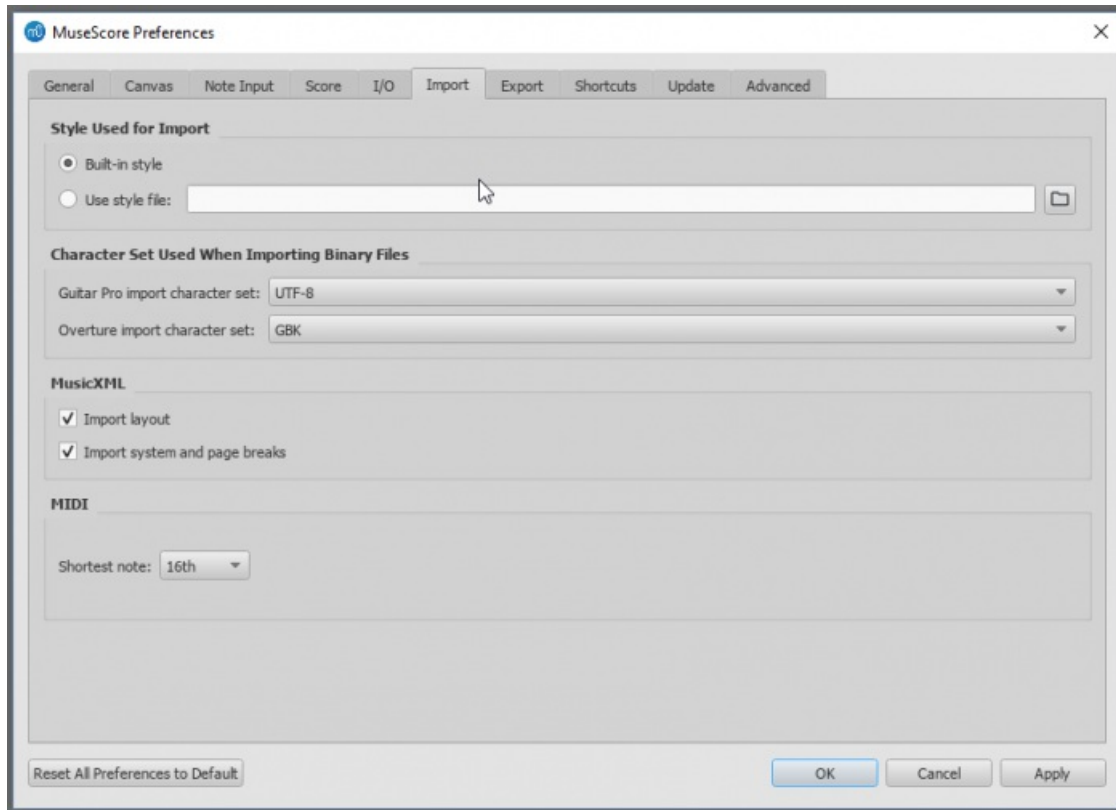 MuseScore Preferences
General Canvas Note Input Score I/O Import Export Shortcuts Update Advanced
Style Used for Import
Built-in style
Use style file:
Character Set Used When Importing Binary Files
Guitar Pro import character set: UTF-8
Overture import character set: GBK
MusicXML
Import layout
Import system and page breaks
MIDI
Shortest note: 16th
Reset All Preferences to Default OK Cancel Apply